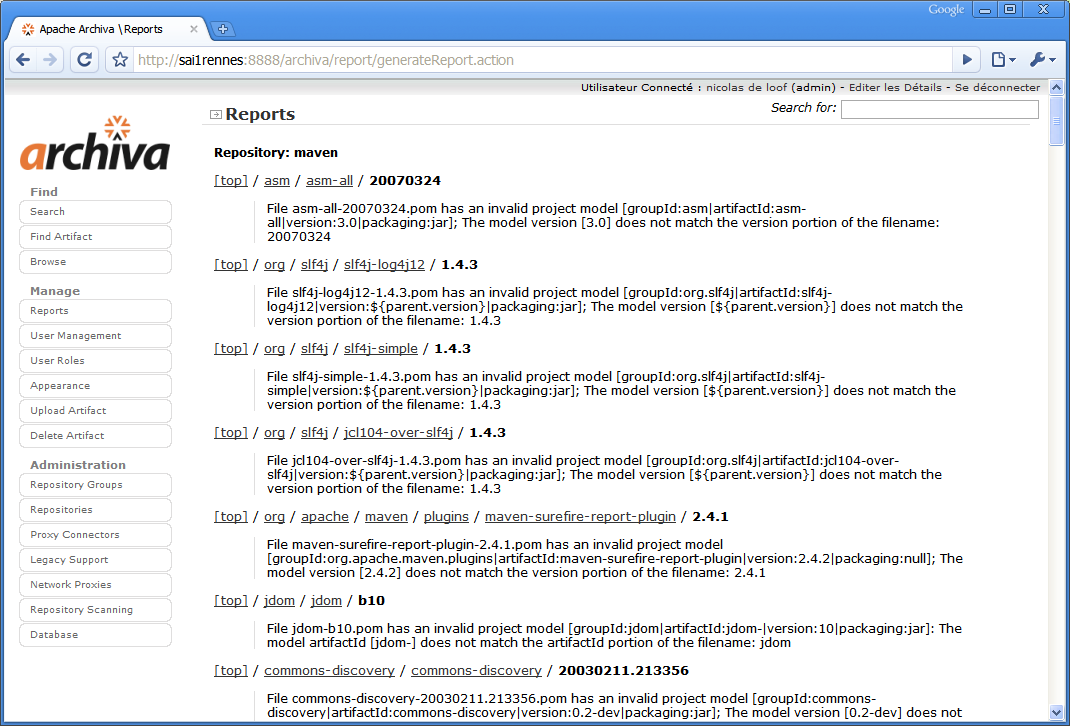 Google
Apache Archiva \ Reports
http://sai1rennes:8888/archiva/report/generateReport.action
Utilisateur Connecté : nicolas de loof (admin) - Editer les Détails - Se déconnecter
Search for:
archiva
Find
Search
Find Artifact
Browse
Manage
Reports
User Management
User Roles
Appearance
Upload Artifact
Delete Artifact
Administration
Repository Groups
Repositories
Proxy Connectors
Legacy Support
Network Proxies
Repository Scanning
Database
Reports
Repository: maven
[top] / asm / asm-all / 20070324
File asm-all-20070324.pom has an invalid project model [groupId:asm|artifactId:asm-
all|version:3.0|packaging:jar]; The model version [3.0] does not match the version portion of the filename:
20070324
[top] / org / slf4j / slf4j-log4j12 / 1.4.3
File slf4j-log4j12-1.4.3.pom has an invalid project model [groupId:org.slf4j|artifactId:slf4j-
log4j12|version:${parent.version}|packaging:jar]; The model version [${parent.version}] does not match the
version portion of the filename: 1.4.3
[top] / org / slf4j / slf4j-simple / 1.4.3
File slf4j-simple-1.4.3.pom has an invalid project model [groupId:org.slf4j|artifactId:slf4j-
simple|version:${parent.version}|packaging:jar]; The model version [${parent.version}] does not match the
version portion of the filename: 1.4.3
[top] / org / slf4j / jcl104-over-slf4j / 1.4.3
File jcl104-over-slf4j-1.4.3.pom has an invalid project model [groupId:org.slf4j|artifactId:jcl104-over-
slf4j|version:${parent.version}|packaging:jar]; The model version [${parent.version}] does not match the
version portion of the filename: 1.4.3
[top] / org / apache / maven / plugins / maven-surefire-report-plugin / 2.4.1
File maven-surefire-report-plugin-2.4.1.pom has an invalid project model
[groupId:org.apache.maven.plugins|artifactId:maven-surefire-report-plugin|version:2.4.2|packaging:null]; The
model version [2.4.2] does not match the version portion of the filename: 2.4.1
[top] / jdom / jdom / b10
File jdom-b10.pom has an invalid project model [groupId:jdom|artifactId:jdom-|version:10|packaging:jar]: The
model artifactId [jdom-] does not match the artifactId portion of the filename: jdom
[top] / commons-discovery / commons-discovery / 20030211.213356
File commons-discovery-20030211.213356.pom has an invalid project model [groupId:commons-
discovery|artifactId:commons-discovery|version:0.2-dev|packaging:jar]; The model version [0.2-dev] does not